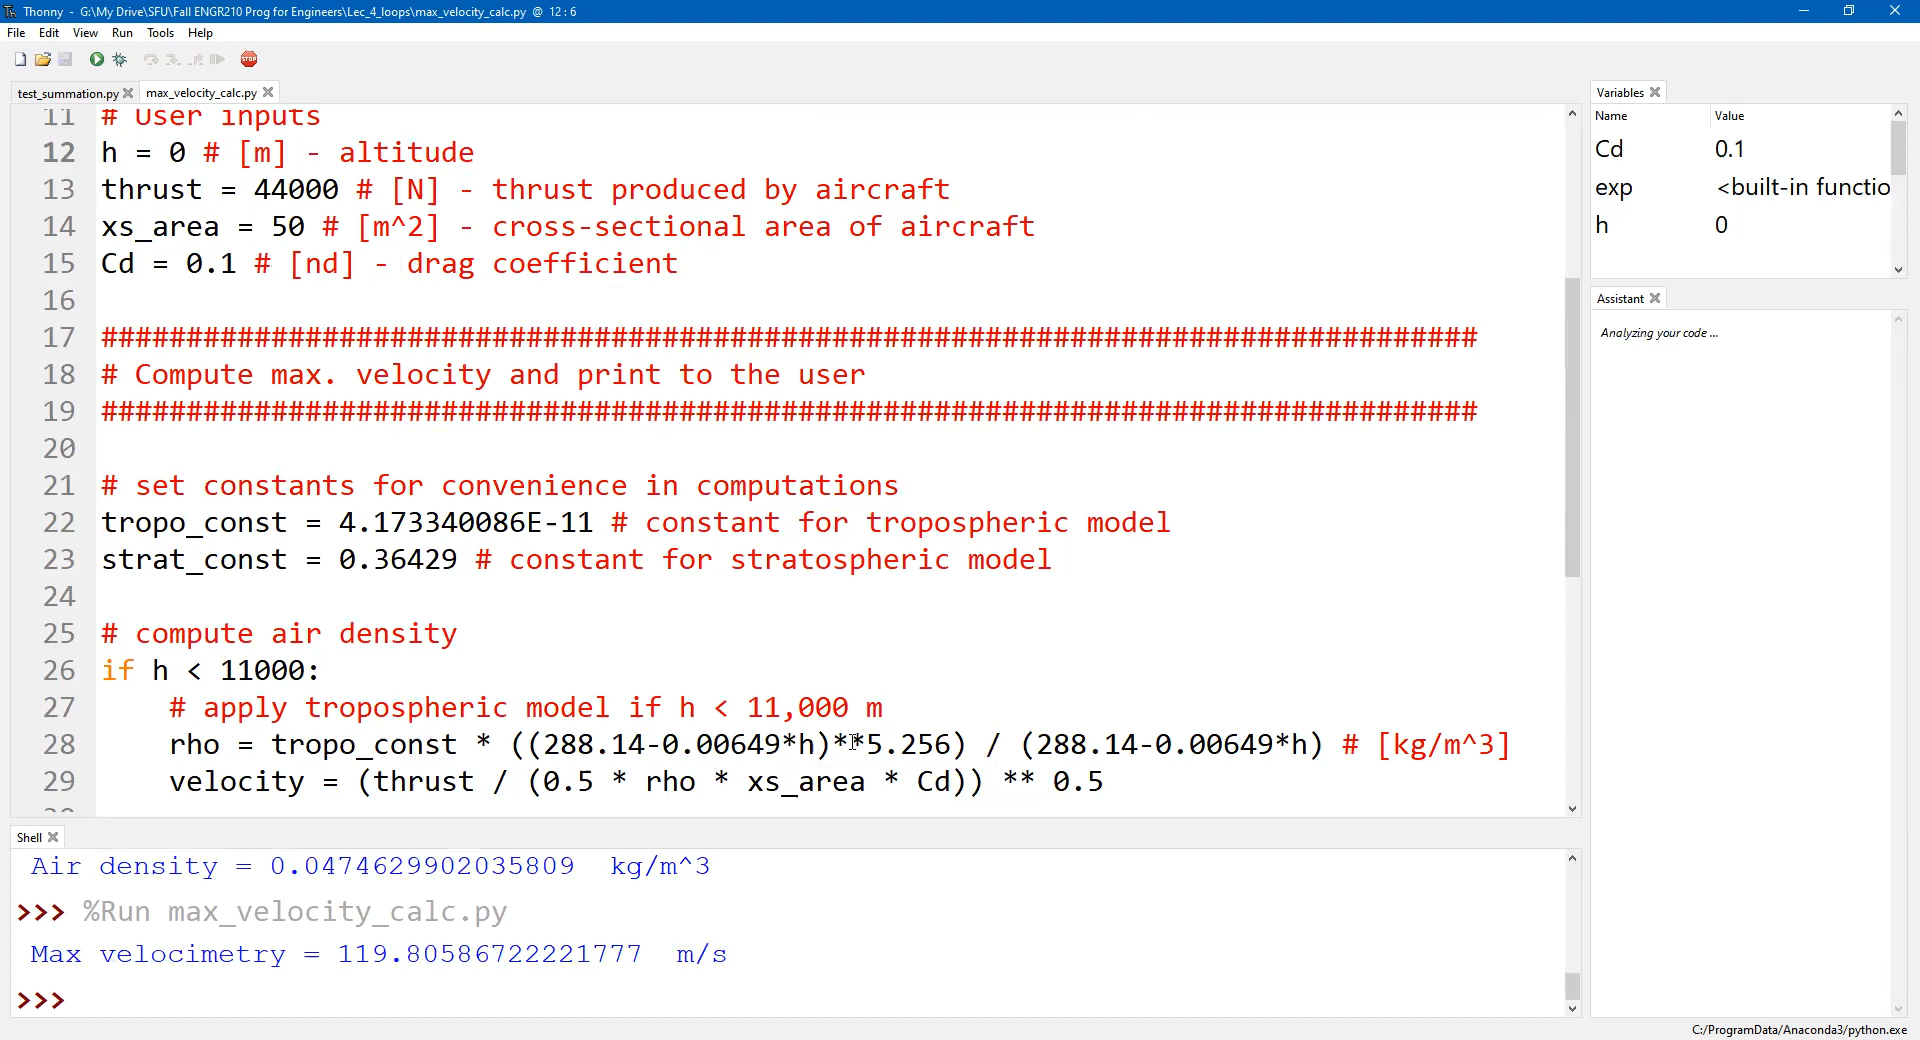 Thonny - G:\My Drive\SFU\Fall ENGR210 Prog for Engineers\Lec_4_loops\max_velocity_calc.py @ 12 : 6
File Edit View Run Tools Help
STOP
test_summation.py max_velocity_calc.py
11 # User inputs
12 h = 0 # [m] - altitude
13 thrust = 44000 # [N] - thrust produced by aircraft
14 xs_area = 50 # [m^2] - cross-sectional area of aircraft
15 Cd = 0.1 # [nd] - drag coefficient
16
17 #################################################################################
18 # Compute max. velocity and print to the user
19 #################################################################################
20
21 # set constants for convenience in computations
22 tropo_const = 4.173340086E-11 # constant for tropospheric model
23 strat_const = 0.36429 # constant for stratospheric model
24
25 # compute air density
26 if h < 11000:
27 # apply tropospheric model if h < 11,000 m
28 rho = tropo_const * ((288.14-0.00649*h)**5.256) / (288.14-0.00649*h) # [kg/m^3]
29 velocity = (thrust / (0.5 * rho * xs_area * Cd)) ** 0.5
Shell
Air density = 0.0474629902035809 kg/m^3
>>> %Run max_velocity_calc.py
Max velocimetry = 119.80586722221777 m/s
>>>
Variables
Name Value
Cd 0.1
exp <built-in functio
h 0
Assistant
Analyzing your code ...
C:/ProgramData/Anaconda3/python.exe